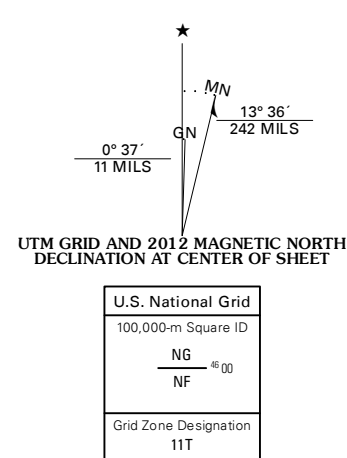 ★
MN
GN
13° 36´
242 MILS
0° 37´
11 MILS
UTM GRID AND 2012 MAGNETIC NORTH
DECLINATION AT CENTER OF SHEET
U.S. National Grid
100,000-m Square ID
NG
46 00
NF
Grid Zone Designation
11T